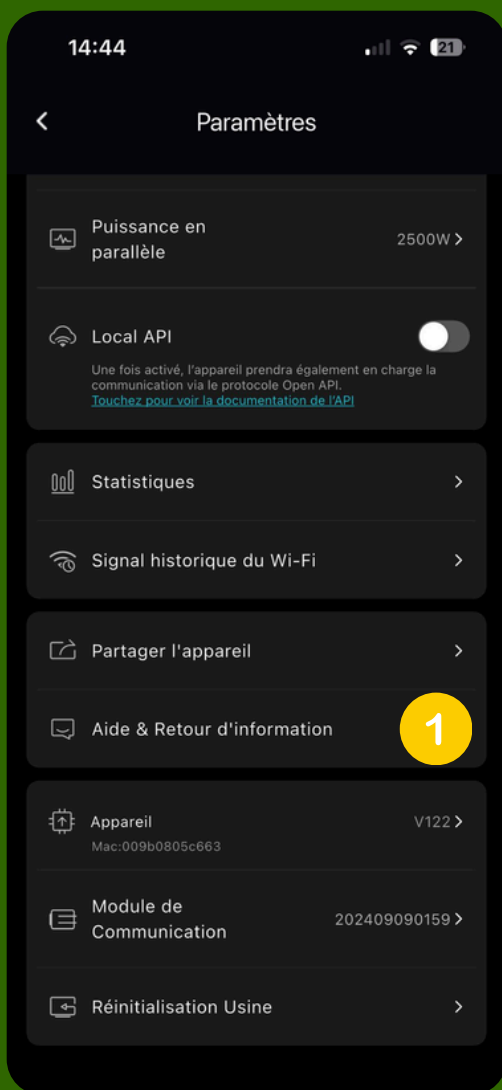 14:44
21
Paramètres
Puissance en
parallèle
2500W
Local API
Une fois activé, l'appareil prendra également en charge la
communication via le protocole Open API.
Touchez pour voir la documentation de l'API
Statistiques
Signal historique du Wi-Fi
Partager l'appareil
Aide & Retour d'information
1
Appareil
V122
Mac:009b0805c663
Module de
Communication
202409090159
Réinitialisation Usine